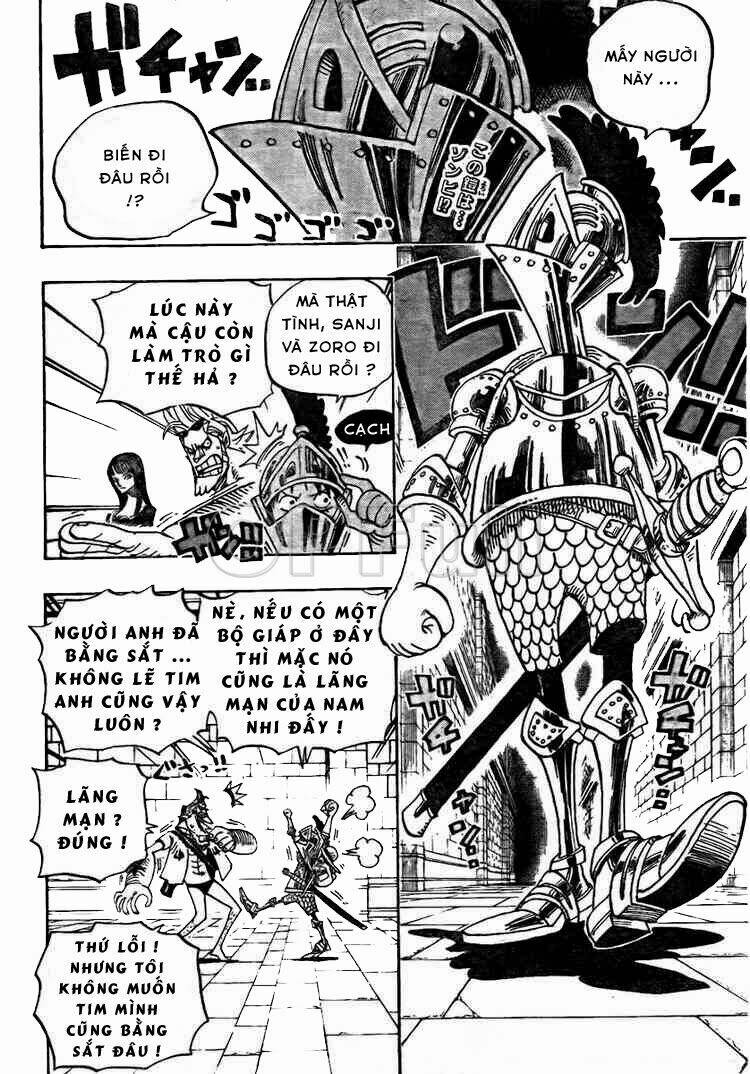 ガチャン
MẤY NGƯỜI
NÀY ...
BIẾN ĐI
ĐÂU RỒI
!?
この鎧は…
ゾンビ!!
ゴゴゴゴ
ドン
MÀ THẬT
TÌNH, SANJI
VÀ ZORO ĐI
ĐÂU RỒI ?
LÚC NÀY
MÀ CẬU CÒN
LÀM TRÒ GÌ
THẾ HẢ ?
CẠCH
NÈ, NẾU CÓ MỘT
BỘ GIÁP Ở ĐÂY
THÌ MẶC NÓ
CŨNG LÀ LÃNG
MẠN CỦA NAM
NHI ĐẤY !
NGƯỜI ANH ĐÃ
BẰNG SẮT ...
KHÔNG LẼ TIM
ANH CŨNG VẬY
LUÔN ?
LÃNG
MẠN ?
ĐÚNG !
THỨ LỖI !
NHƯNG TÔI
KHÔNG MUỐN
TIM MÌNH
CŨNG BẰNG
SẮT ĐÂU !